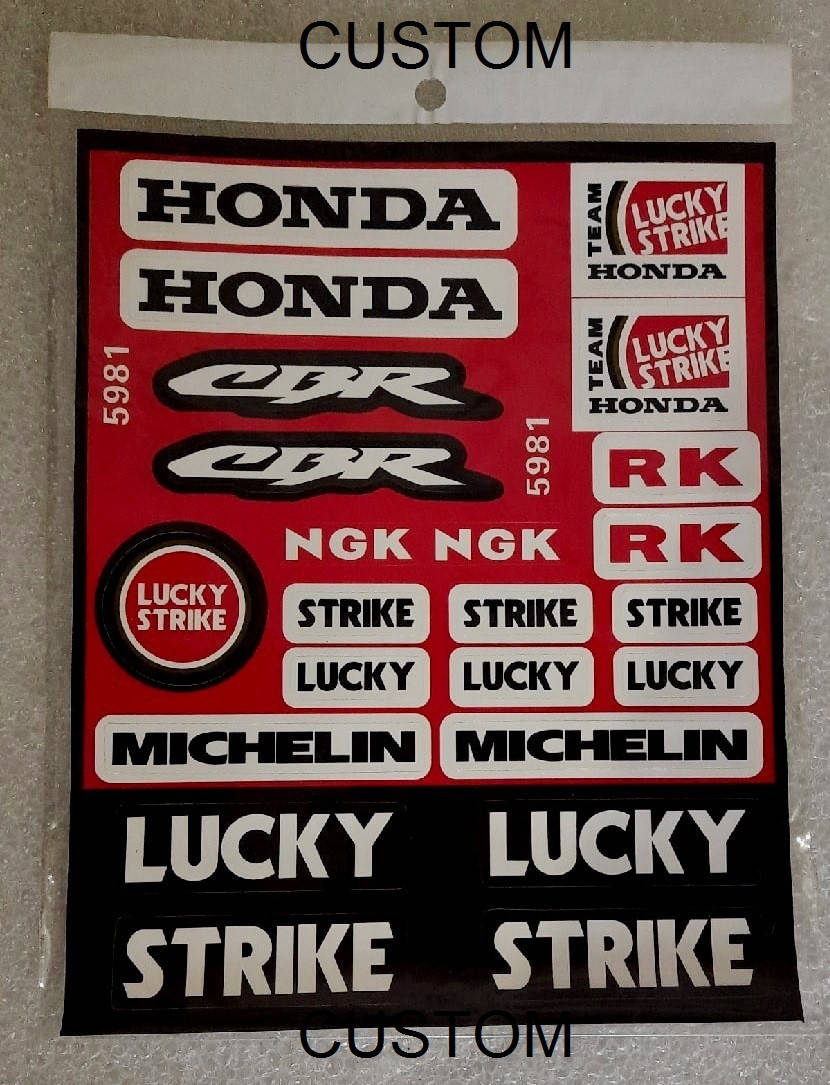 CUSTOM
HONDA
HONDA
TEAM
LUCKY
STRIKE
HONDA
TEAM
LUCKY
STRIKE
HONDA
5981
CBR
CBR
5981
RK
RK
NGK NGK
LUCKY
STRIKE
STRIKE STRIKE STRIKE
LUCKY LUCKY LUCKY
MICHELIN MICHELIN
LUCKY LUCKY
STRIKE STRIKE
CUSTOM